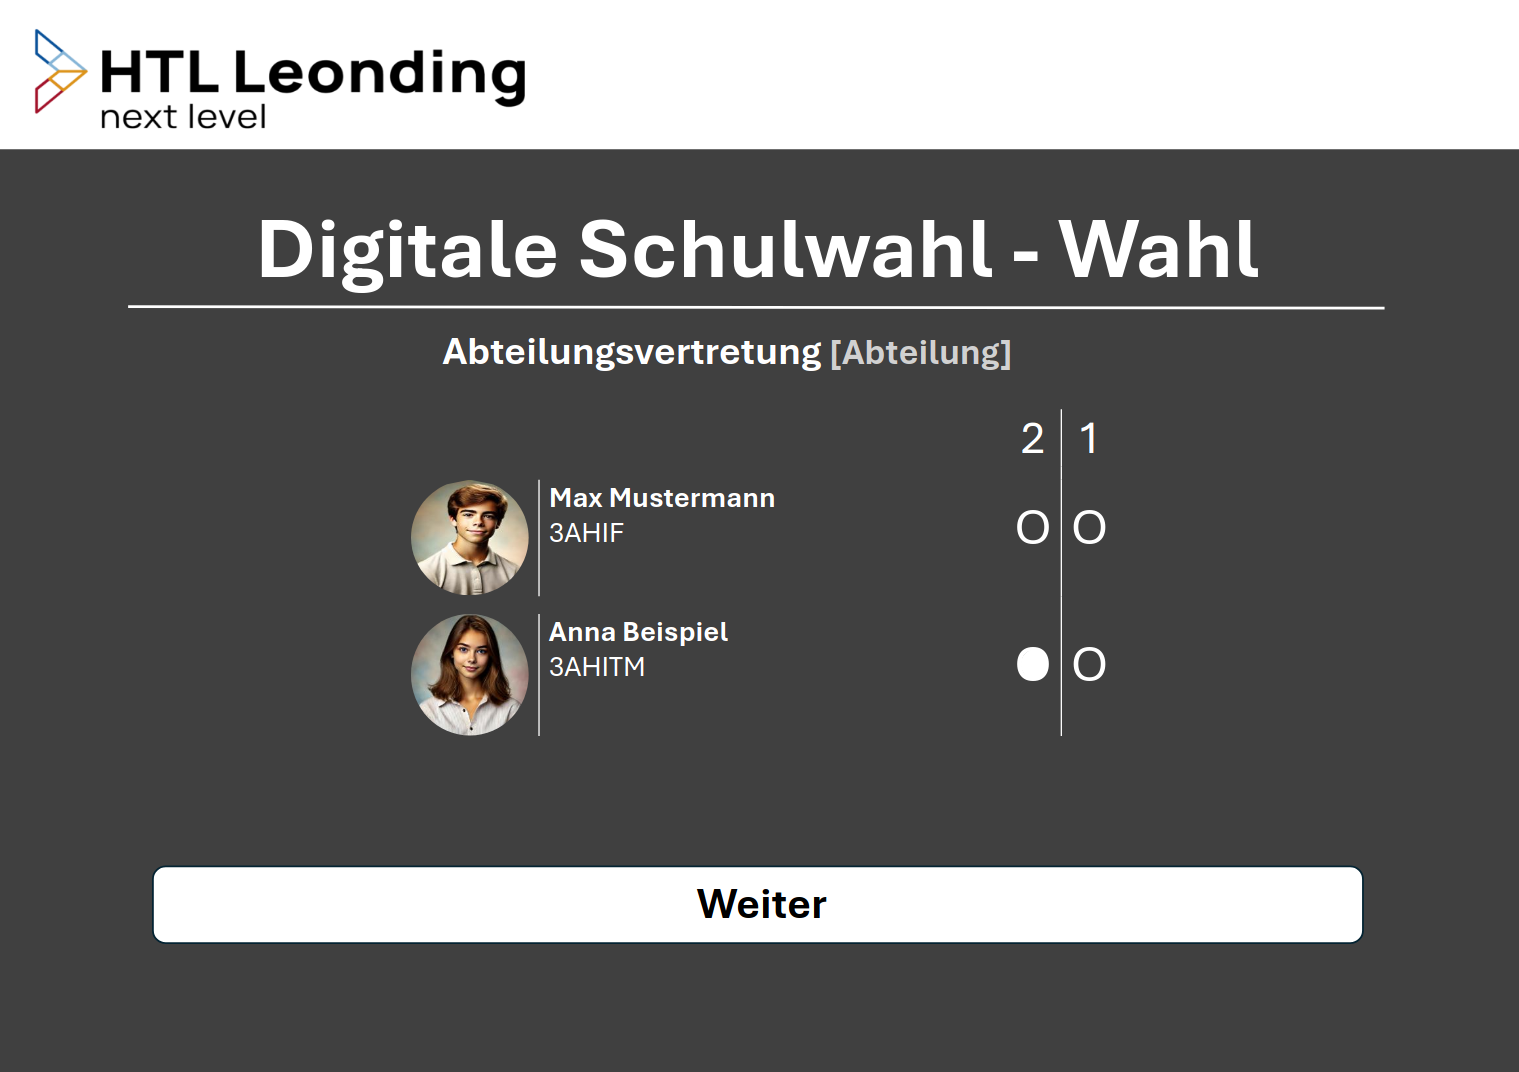 HTL Leonding
next level
Digitale Schulwahl - Wahl
Abteilungsvertretung [Abteilung]
2 1
Max Mustermann
3AHIF
Anna Beispiel
3AHITM
Weiter